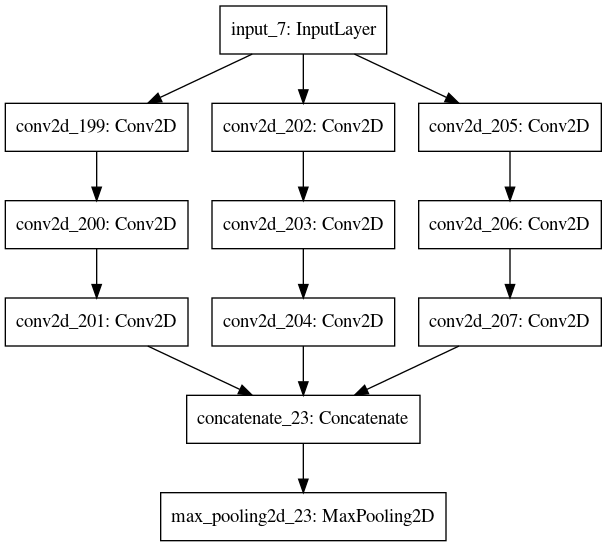 input_7: InputLayer
conv2d_199: Conv2D
conv2d_202: Conv2D
conv2d_205: Conv2D
conv2d_200: Conv2D
conv2d_203: Conv2D
conv2d_206: Conv2D
conv2d_201: Conv2D
conv2d_204: Conv2D
conv2d_207: Conv2D
concatenate_23: Concatenate
max_pooling2d_23: MaxPooling2D